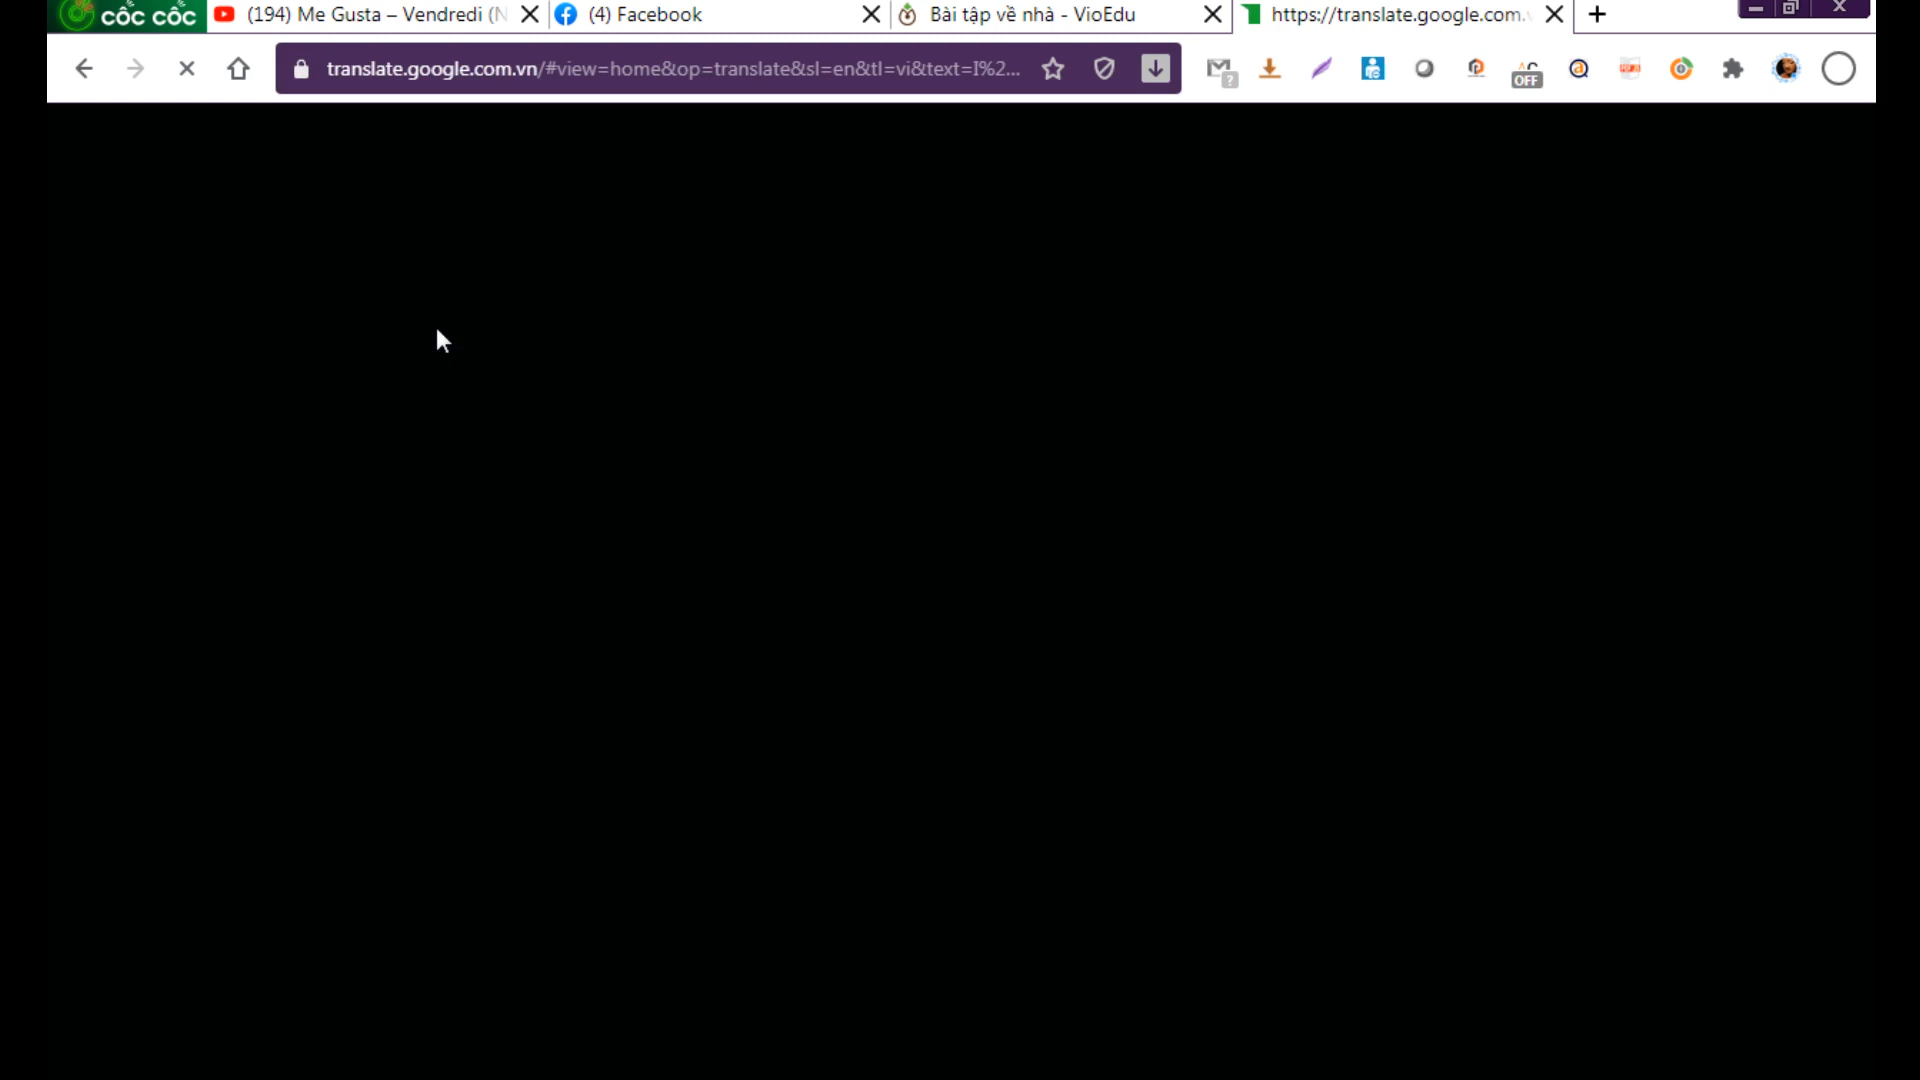 cốc cốc
(194) Me Gusta – Vendredi (N
(4) Facebook
Bài tập về nhà - VioEdu
https://translate.google.com.v
translate.google.com.vn/#view=home&op=translate&sl=en&tl=vi&text=I%2...
?
OFF